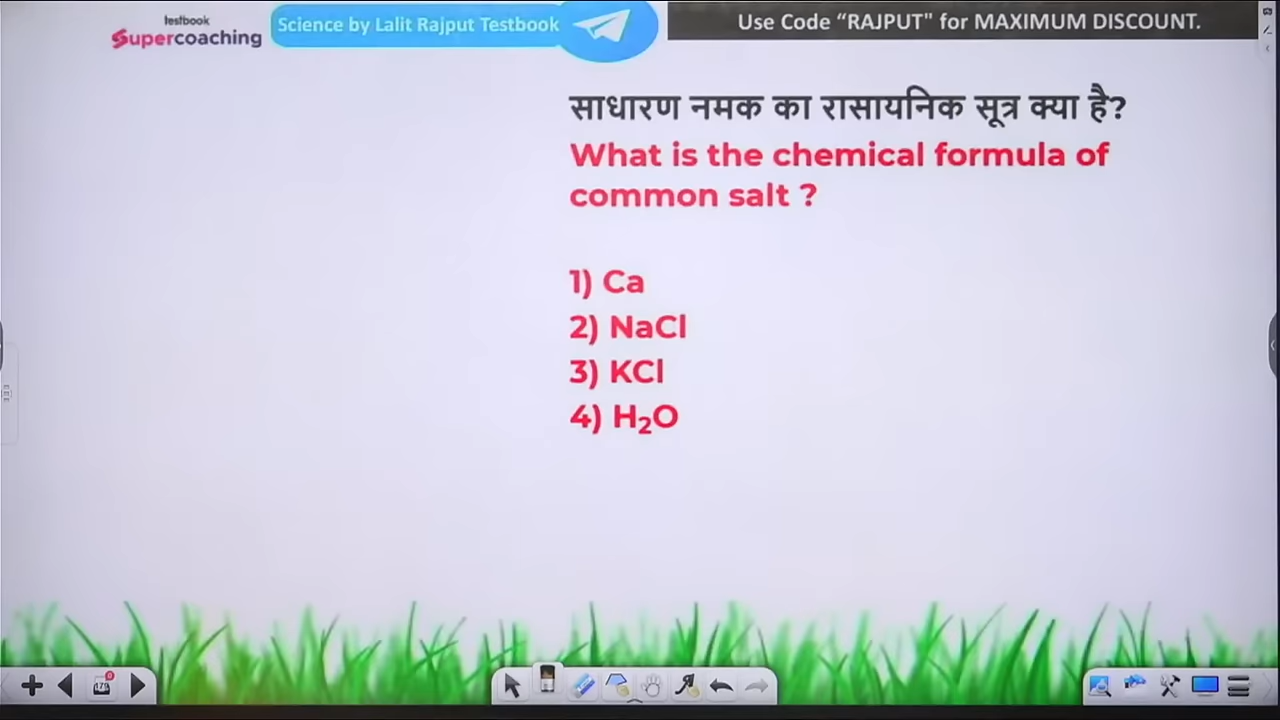 testbook
Supercoaching
Science by Lalit Rajput Testbook
Use Code “RAJPUT" for MAXIMUM DISCOUNT.
साधारण नमक का रासायनिक सूत्र क्या है?
What is the chemical formula of
common salt ?
1) Ca
2) NaCl
3) KCl
4) H₂O